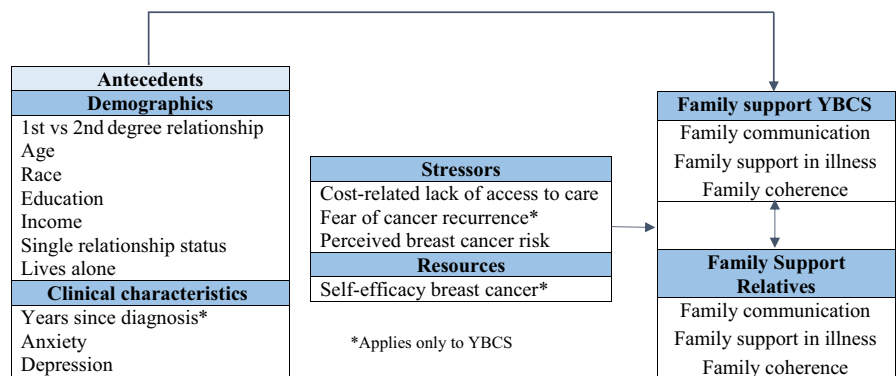 Antecedents
Demographics
1st vs 2nd degree relationship
Age
Race
Education
Income
Single relationship status
Lives alone
Clinical characteristics
Years since diagnosis*
Anxiety
Depression
Stressors
Cost-related lack of access to care
Fear of cancer recurrence*
Perceived breast cancer risk
Resources
Self-efficacy breast cancer*
*Applies only to YBCS
Family support YBCS
Family communication
Family support in illness
Family coherence
Family Support
Relatives
Family communication
Family support in illness
Family coherence